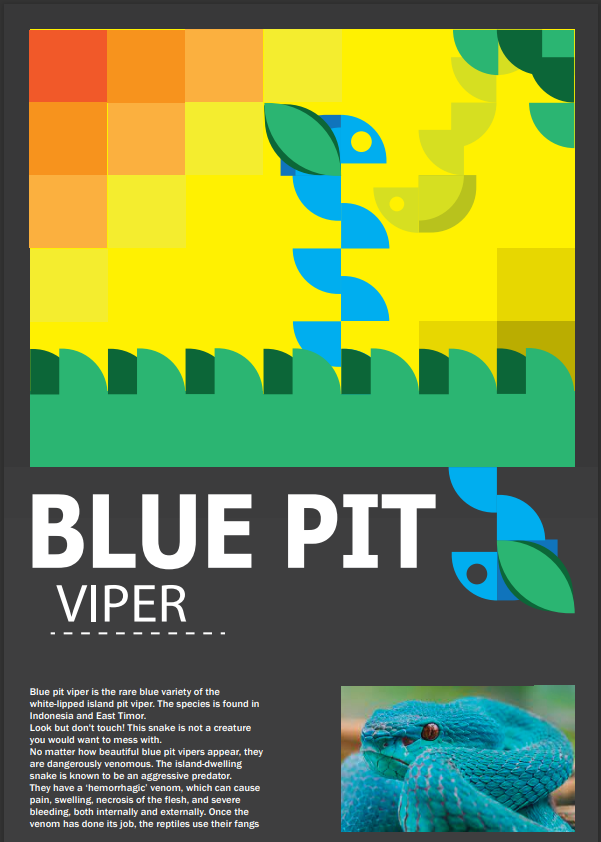 BLUE PIT
VIPER
Blue pit viper is the rare blue variety of the
white-lipped island pit viper. The species is found in
Indonesia and East Timor.
Look but don't touch! This snake is not a creature
you would want to mess with.
No matter how beautiful blue pit vipers appear, they
are dangerously venomous. The island-dwelling
snake is known to be an aggressive predator.
They have a ‘hemorrhagic’ venom, which can cause
pain, swelling, necrosis of the flesh, and severe
bleeding, both internally and externally. Once the
venom has done its job, the reptiles use their fangs